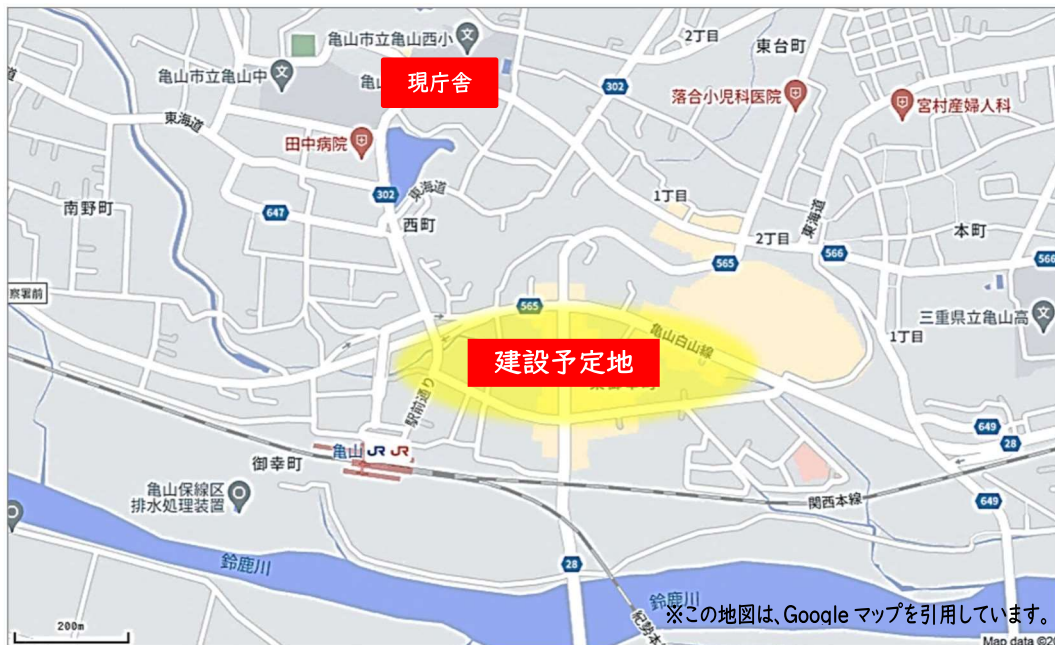 亀山市立亀山西小
2丁目
東台町
亀山市立亀山中
現庁舎
302
落合小児科医院
宮村産婦人科
東海道
田中病院
302
東海道
1丁目
南野町
647
西町
東海道
2丁目
本町
565
566
566
察署前
565
三重県立亀山高
亀山白山線
1丁目
建設予定地
駅前通り
亀山 JR JR
御幸町
649
28
亀山保線区
排水処理装置
関西本線
649
鈴鹿川
28
鈴鹿川
※この地図は、Google マップを引用しています。
200m
Map data ©20